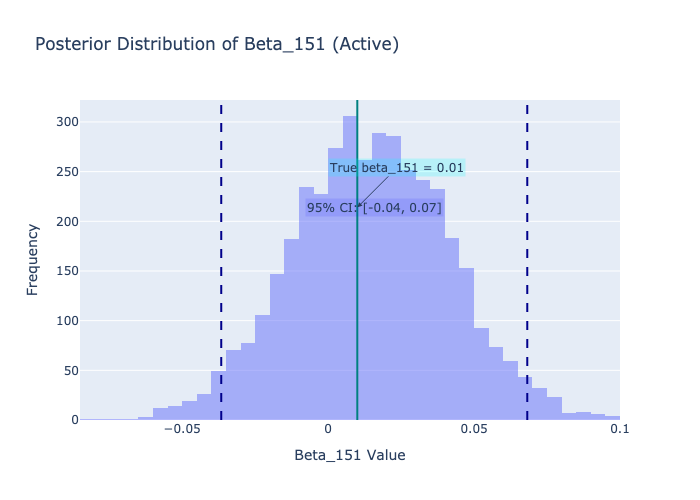 Posterior Distribution of Beta_151 (Active)
300
250
200
150
100
50
0
Frequency
True beta_151 = 0.01
95% CI: [-0.04, 0.07]
−0.05
0
0.05
0.1
Beta_151 Value